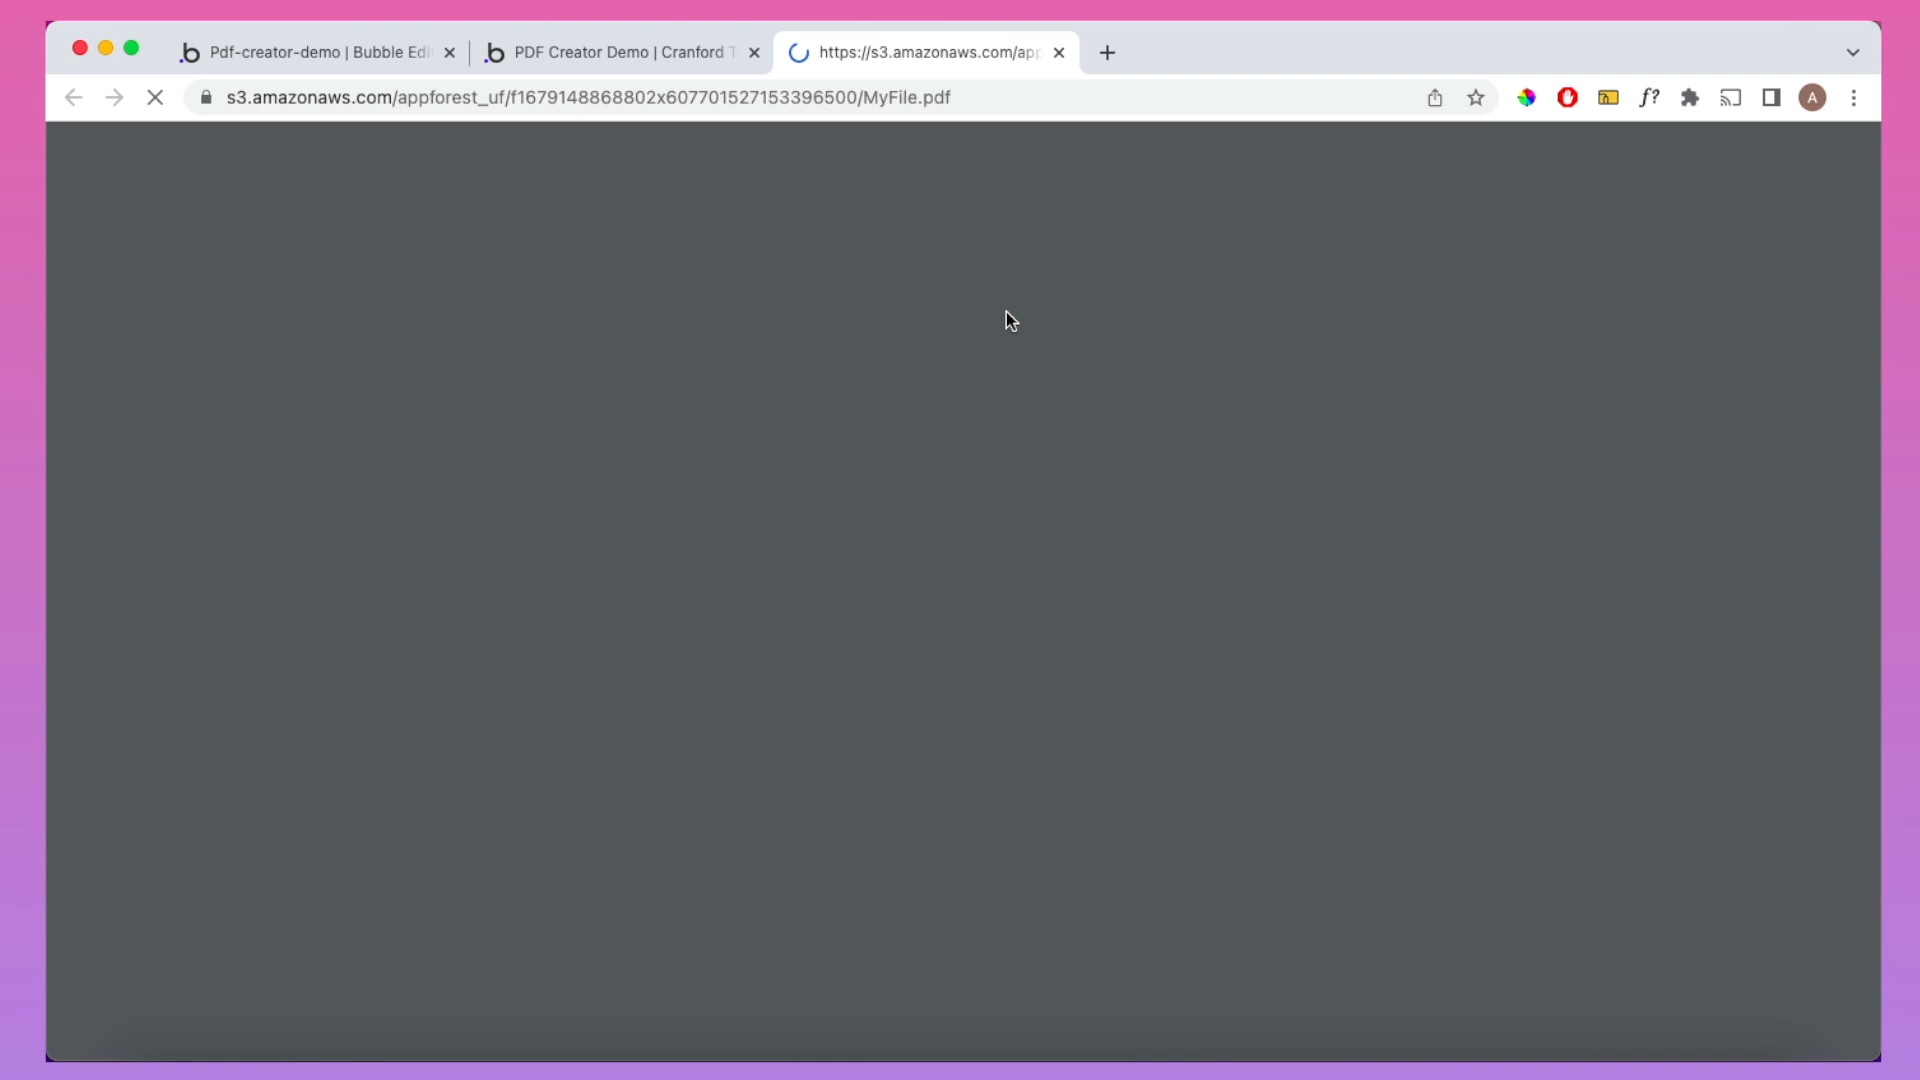 Pdf-creator-demo | Bubble Edi
PDF Creator Demo | Cranford T
https://s3.amazonaws.com/app
s3.amazonaws.com/appforest_uf/f1679148868802x607701527153396500/MyFile.pdf
f?
A